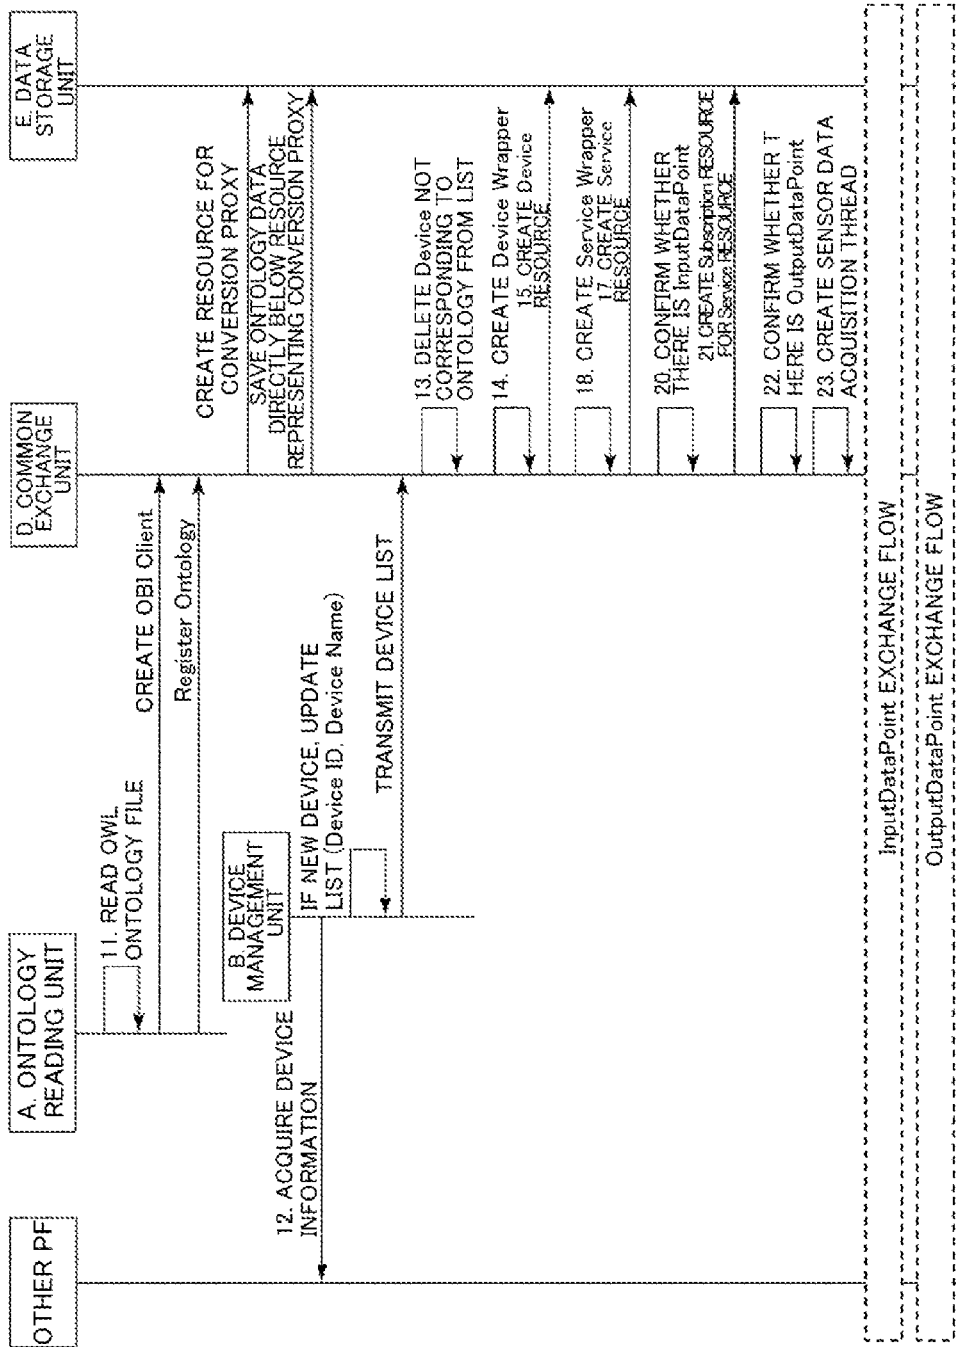 OTHER PF
A. ONTOLOGY
READING UNIT
D. COMMON
EXCHANGE
UNIT
E. DATA
STORAGE
UNIT
11. READ OWL
ONTOLOGY FILE
CREATE OBI Client
Register Ontology
CREATE RESOURCE FOR
CONVERSION PROXY
SAVE ONTOLOGY DATA
DIRECTLY BELOW RESOURCE
REPRESENTING CONVERSION PROXY
B. DEVICE
MANAGEMENT
UNIT
12. ACQUIRE DEVICE
INFORMATION
IF NEW DEVICE, UPDATE
LIST (Device ID, Device Name)
TRANSMIT DEVICE LIST
13. DELETE Device NOT
CORRESPONDING TO
ONTOLOGY FROM LIST
14. CREATE Device Wrapper
15. CREATE Device
RESOURCE
18. CREATE Service Wrapper
17. CREATE Service
RESOURCE
20. CONFIRM WHETHER
THERE IS InputDataPoint
21. CREATE Subscription RESOURCE
FOR Service RESOURCE
22. CONFIRM WHETHER T
HERE IS OutputDataPoint
23. CREATE SENSOR DATA
ACQUISITION THREAD
InputDataPoint EXCHANGE FLOW
OutputDataPoint EXCHANGE FLOW